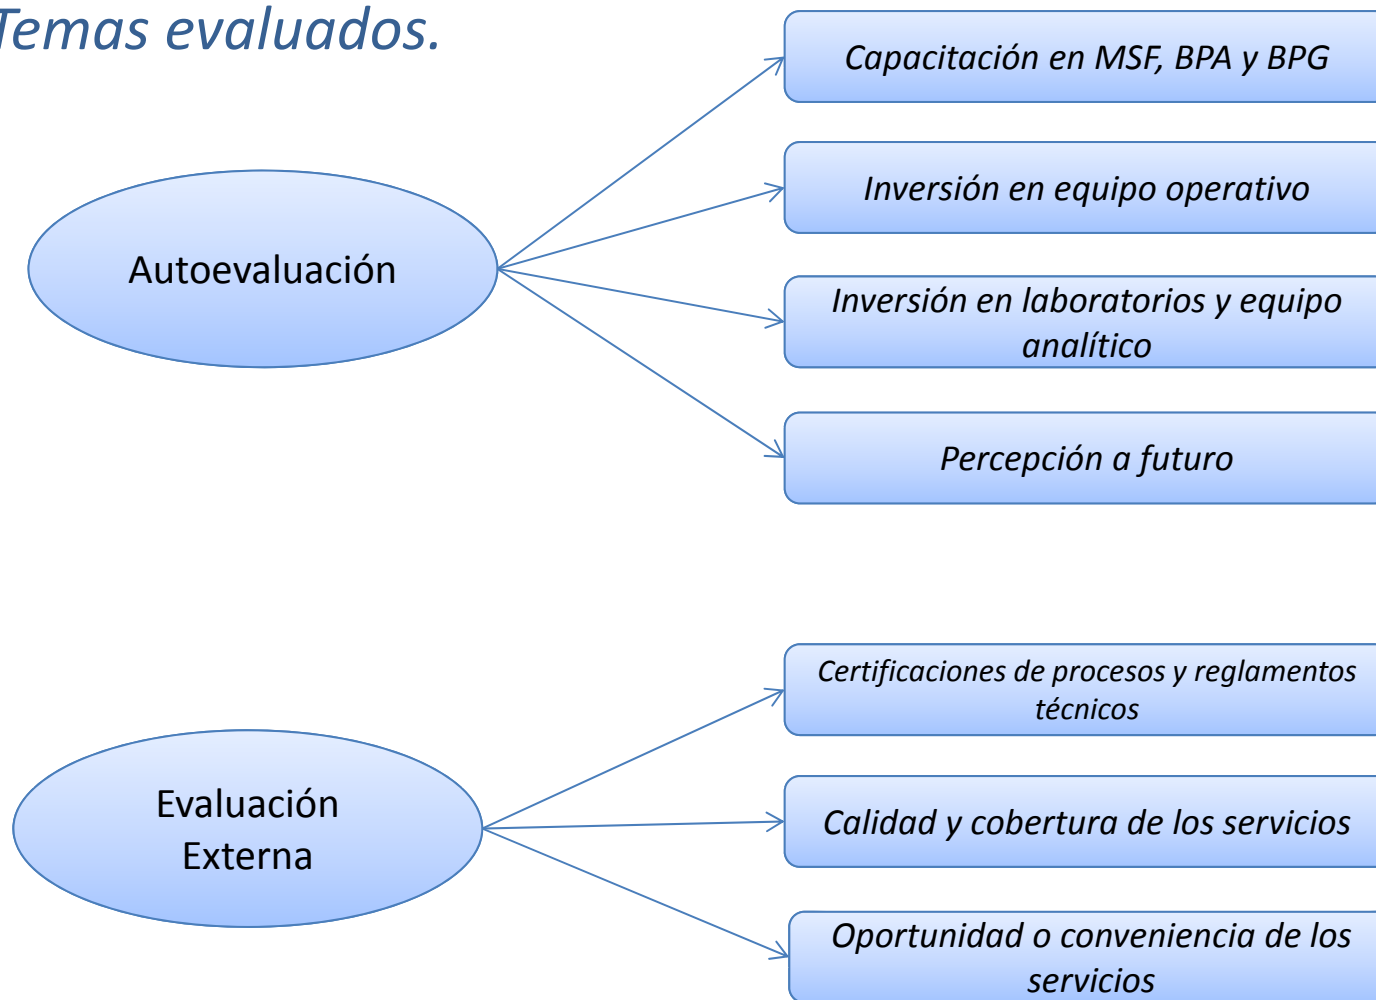 Temas evaluados.
Capacitación en MSF, BPA y BPG
Inversión en equipo operativo
Autoevaluación
Inversión en laboratorios y equipo
analítico
Percepción a futuro
Certificaciones de procesos y reglamentos
técnicos
Evaluación
Externa
Calidad y cobertura de los servicios
Oportunidad o conveniencia de los
servicios